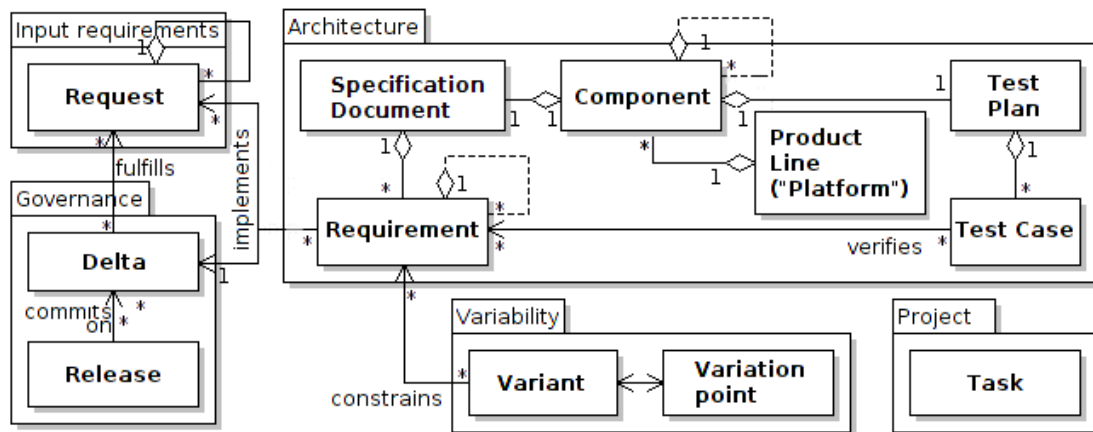 Input requirements
1
*
Request
*
*
fulfills
implements
Governance
*
Delta
1
commits
on
*
*
Release
Architecture
Specification
Document
1
1
Component
1
*
1
1
Test
Plan
1
*
Product
Line
("Platform")
1
1
*
1
*
*
Requirement
*
*
verifies
*
Test Case
*
Variability
*
constrains
Variant
Variation
point
Project
Task